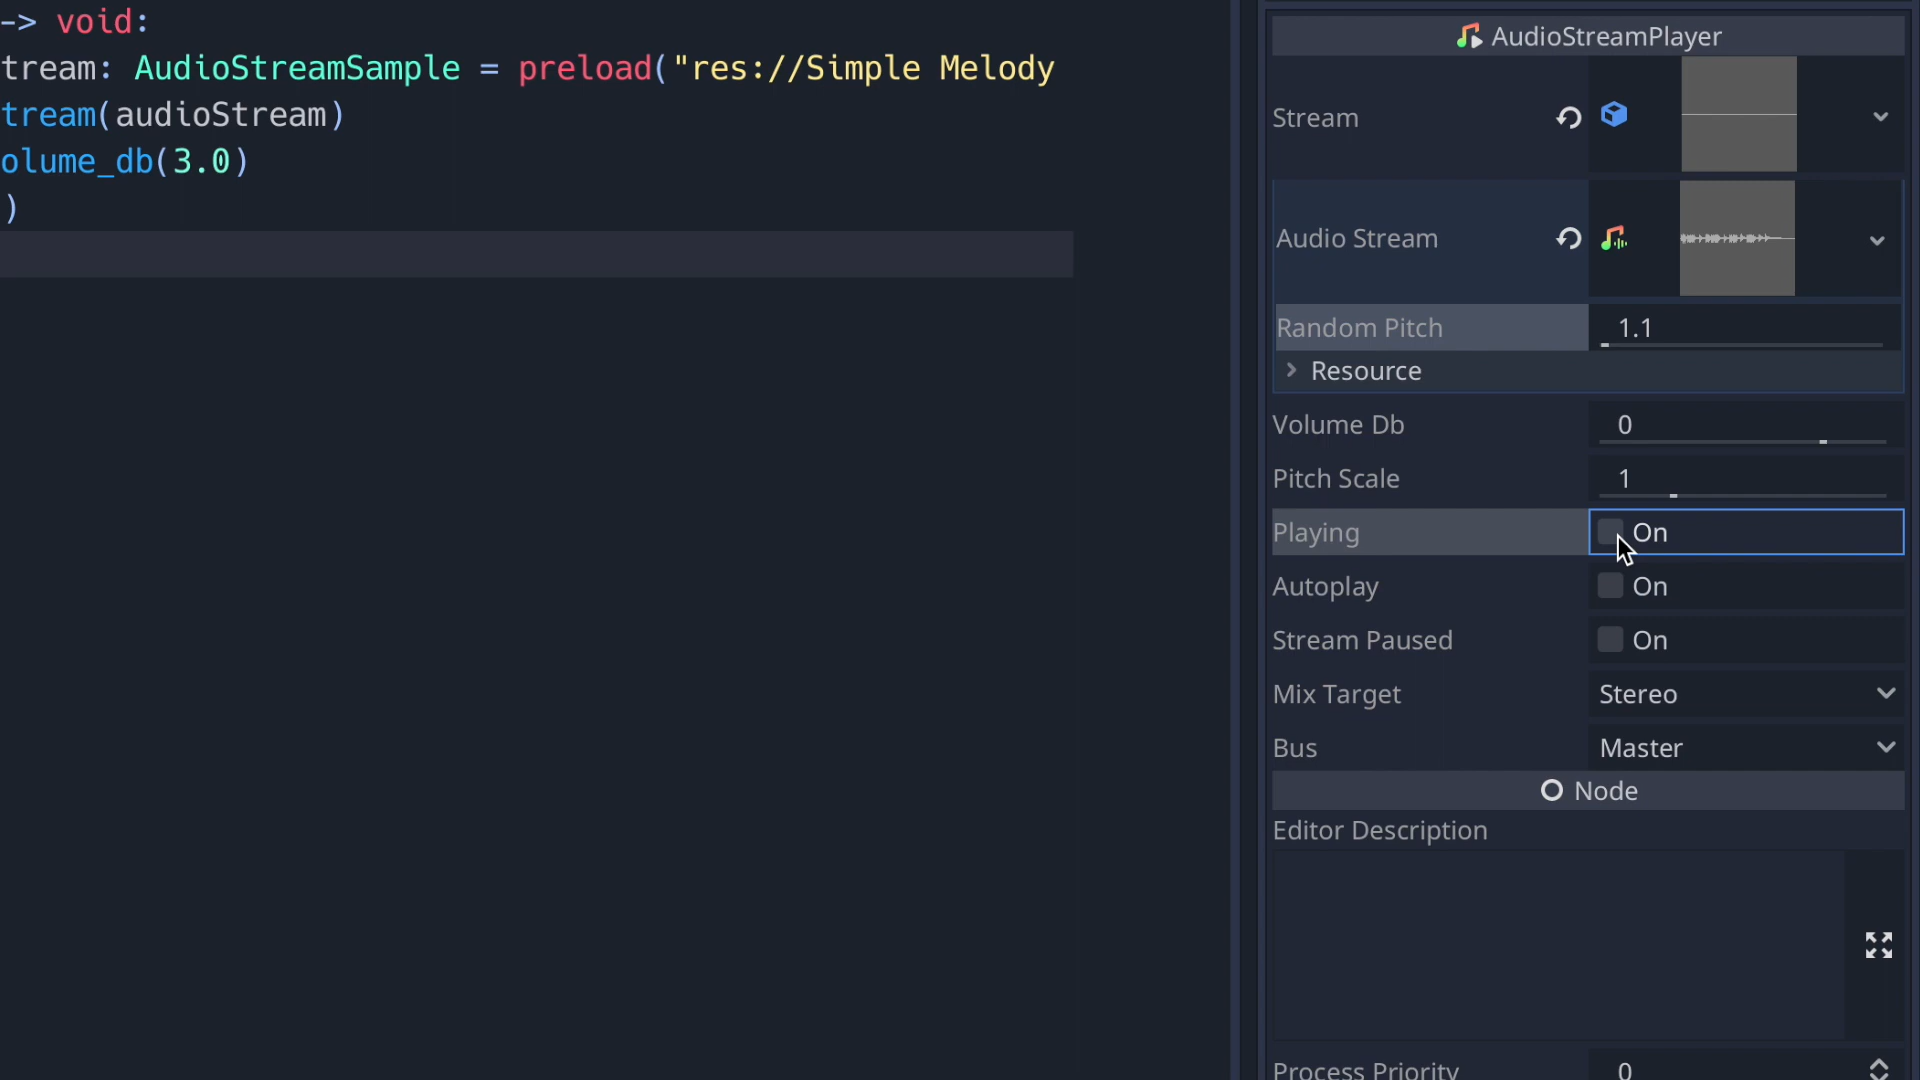 -> void:
tream: AudioStreamSample = preload("res://Simple Melody
tream(audioStream)
olume_db(3.0)
)
AudioStreamPlayer
Stream
Audio Stream
Random Pitch 1.1
Resource
Volume Db 0
Pitch Scale 1
Playing On
Autoplay On
Stream Paused On
Mix Target Stereo
Bus Master
Node
Editor Description
Process Priority 0